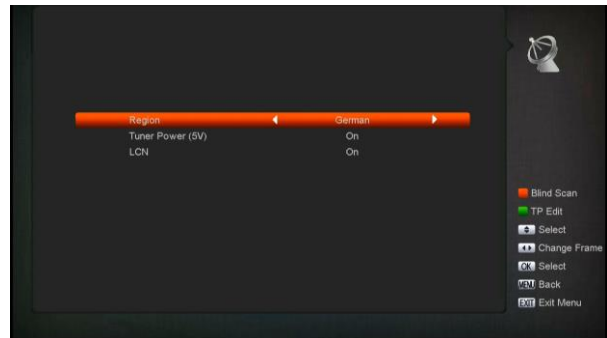 Region German
Tuner Power (5V) On
LCN On
Blind Scan
TP Edit
Select
Change Frame
OK Select
MENU Back
EXIT Exit Menu